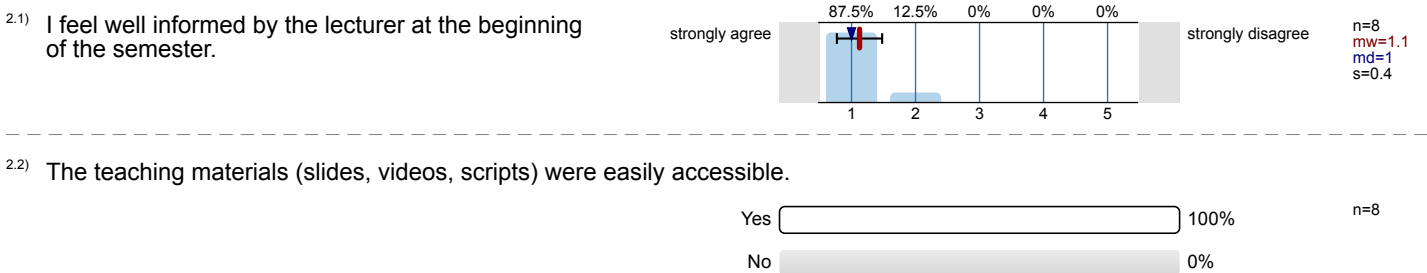 2.1) I feel well informed by the lecturer at the beginning
of the semester.
87.5% 12.5% 0% 0% 0%
strongly agree strongly disagree
1 2 3 4 5
n=8
mw=1.1
md=1
s=0.4
2.2) The teaching materials (slides, videos, scripts) were easily accessible.
Yes 100% n=8
No 0%